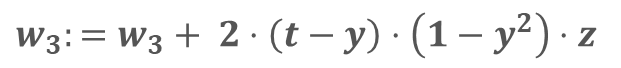 w₃: = w₃ + 2 · (t − y) · (1 − y²) · z